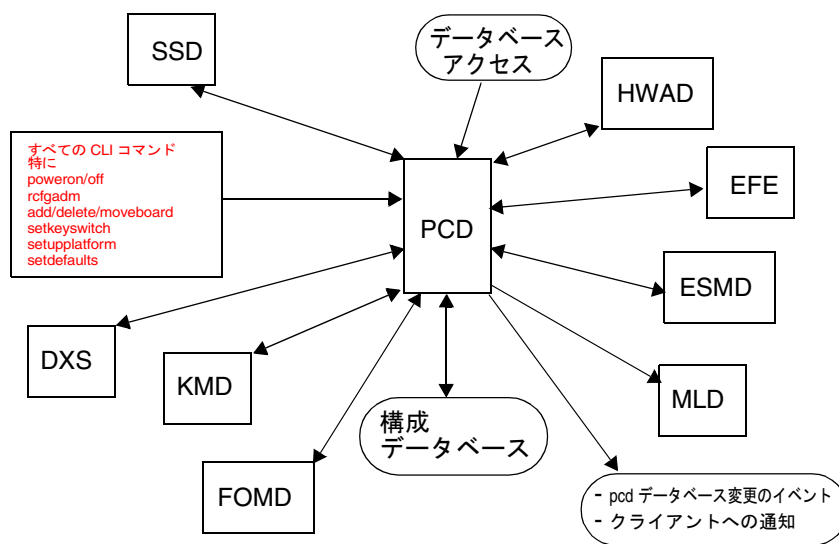 SSD
データベース
アクセス
HWAD
すべての CLI コマンド
特に
poweron/off
rcfgadm
add/delete/moveboard
setkeyswitch
setupplatform
setdefaults
EFE
PCD
ESMD
DXS
KMD
MLD
構成
データベース
FOMD
- pcd データベース変更のイベント
- クライアントへの通知